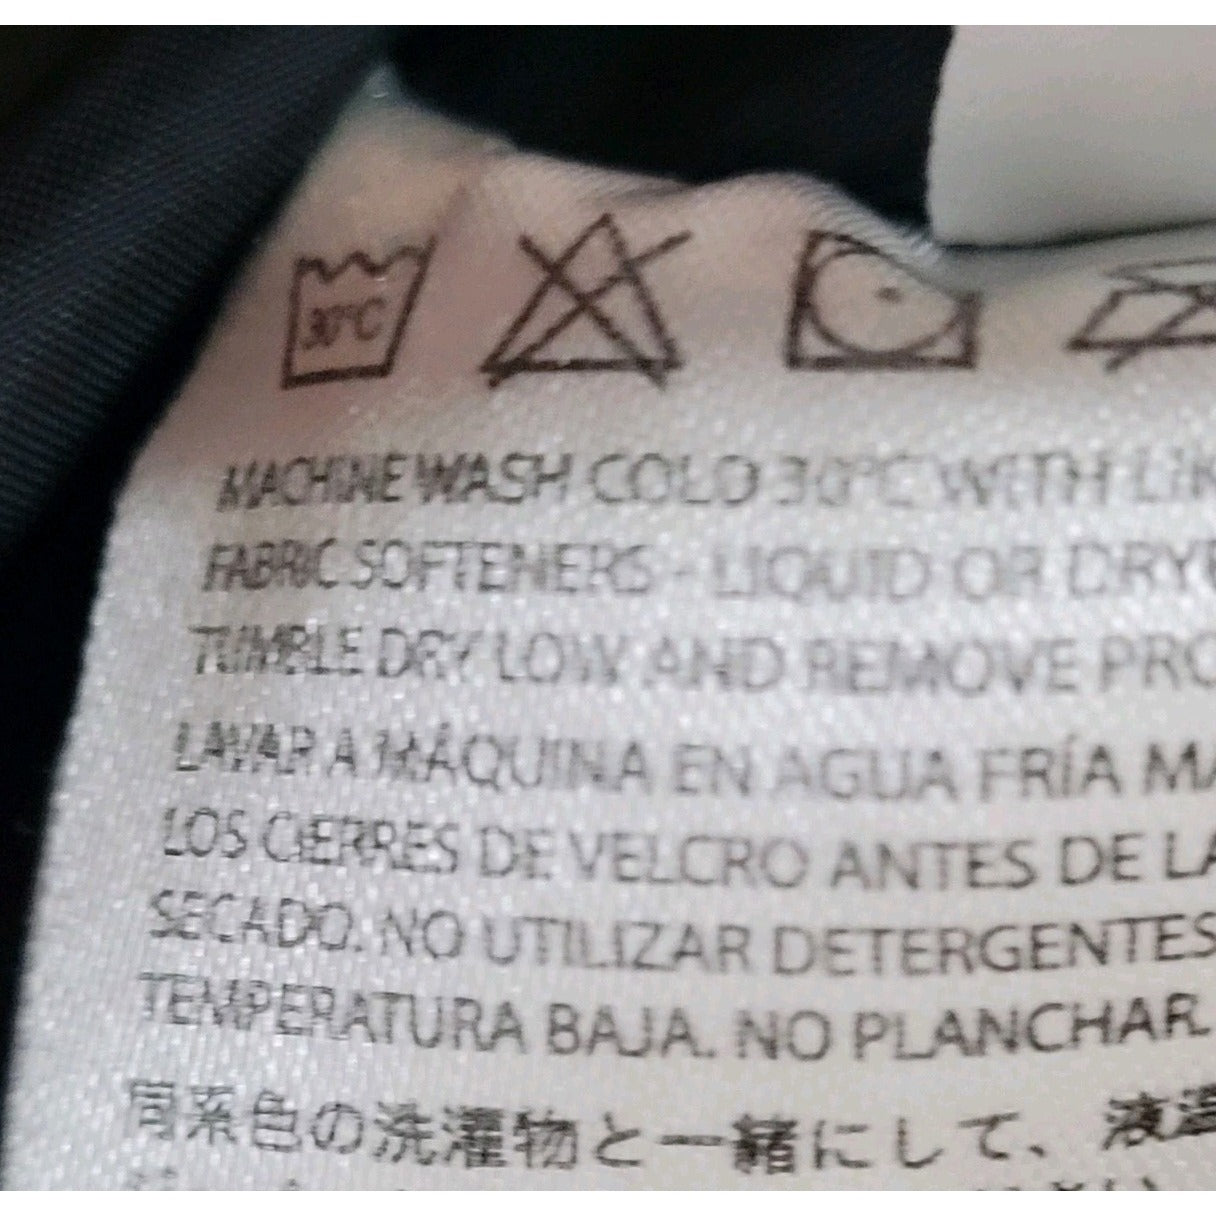 30°C
MACHINE WASH COLD 30°C WITH
FABRIC SOFTENERS - LIQUID OR
TUMBLE DRY LOW AND REMOVE
LAVAR A MÁQUINA EN AGUA FRÍA
LOS CIERRES DE VELCRO ANTES DE
SECADO. NO UTILIZAR DETERGENTES
TEMPERATURA BAJA. NO PLANCHAR.
同系色の洗濯物と一緒にして、液温